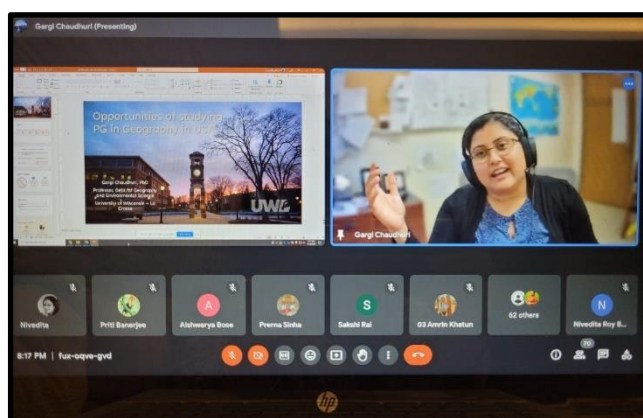 Gargi Chaudhuri (Presenting)
Opportunities of studying
PG in Geography in USA
Gargi Chaudhuri, PhD
Professor, Dept. of Geography
and Environmental Science
University of Wisconsin – La
Crosse
UWL
Gargi Chaudhuri
Nivedita
Priti Banerjee
A
Aishwarya Bose
Prerna Sinha
S
Sakshi Rai
03 Amrin Khatun
62 others
N
Nivedita Roy B...
8:17 PM | fux-oqve-gvd
70
hp